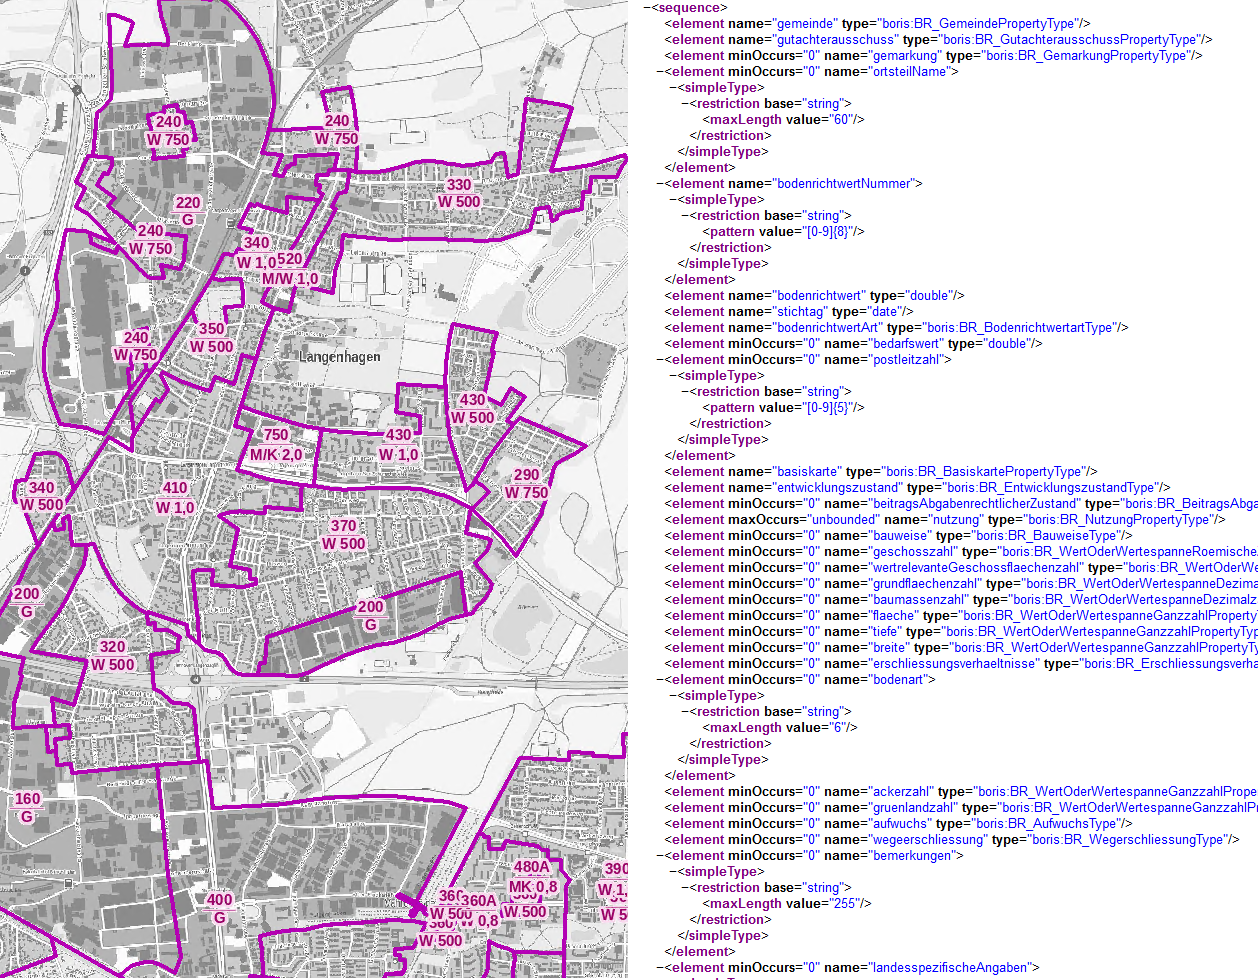 240
W 750
240
W 750
330
W 500
220
G
240
W 750
340
W 1,0
520
M/W 1,0
350
W 500
240
W 750
Langenhagen
430
W 500
750
M/K 2,0
430
W 1,0
290
W 750
340
W 500
410
W 1,0
370
W 500
200
G
200
G
320
W 500
160
G
400
G
480A
MK 0,8
W 500
360A
W 0,8
W 500
W 500
390
−<sequence>
<element name="gemeinde" type="boris:BR_GemeindePropertyType"/>
<element name="gutachterausschuss" type="boris:BR_GutachterausschussPropertyType"/>
<element minOccurs="0" name="gemarkung" type="boris:BR_GemarkungPropertyType"/>
−<element minOccurs="0" name="ortsteilName">
−<simpleType>
−<restriction base="string">
<maxLength value="60"/>
</restriction>
</simpleType>
</element>
−<element minOccurs="0" name="bodenrichtwertNummer">
−<simpleType>
−<restriction base="string">
<pattern value="[0-9]{8}"/>
</restriction>
</simpleType>
</element>
<element name="bodenrichtwert" type="double"/>
<element name="stichtag" type="date"/>
<element name="bodenrichtwertArt" type="boris:BR_BodenrichtwertartType"/>
<element minOccurs="0" name="bedarfswert" type="double"/>
−<element minOccurs="0" name="postleitzahl">
−<simpleType>
−<restriction base="string">
<pattern value="[0-9]{5}"/>
</restriction>
</simpleType>
</element>
<element name="basiskarte" type="boris:BR_BasiskartePropertyType"/>
<element name="entwicklungszustand" type="boris:BR_EntwicklungszustandType"/>
<element minOccurs="0" name="beitragsAbgabenrechtlicherZustand" type="boris:BR_BeitragsAbga
<element maxOccurs="unbounded" name="nutzung" type="boris:BR_NutzungPropertyType"/>
<element minOccurs="0" name="bauweise" type="boris:BR_BauweiseType"/>
<element minOccurs="0" name="geschosszahl" type="boris:BR_WertOderWertespanneRoemische
<element minOccurs="0" name="wertrelevanteGeschossflaechenzahl" type="boris:BR_WertOderWe
<element minOccurs="0" name="grundflaechenzahl" type="boris:BR_WertOderWertespanneDezima
<element minOccurs="0" name="baumassenzahl" type="boris:BR_WertOderWertespanneDezimalz
<element minOccurs="0" name="flaeche" type="boris:BR_WertOderWertespanneGanzzahlProperty
<element minOccurs="0" name="tiefe" type="boris:BR_WertOderWertespanneGanzzahlPropertyTyp
<element minOccurs="0" name="breite" type="boris:BR_WertOderWertespanneGanzzahlPropertyTy
<element minOccurs="0" name="erschliessungsverhaeltnisse" type="boris:BR_Erschliessungsverha
−<element minOccurs="0" name="bodenart">
−<simpleType>
−<restriction base="string">
<maxLength value="6"/>
</restriction>
</simpleType>
</element>
<element minOccurs="0" name="ackerzahl" type="boris:BR_WertOderWertespanneGanzzahlPrope
<element minOccurs="0" name="gruenlandzahl" type="boris:BR_WertOderWertespanneGanzzahlPr
<element minOccurs="0" name="aufwuchs" type="boris:BR_AufwuchsType"/>
<element minOccurs="0" name="wegeerschliessung" type="boris:BR_WegerschliessungType"/>
−<element minOccurs="0" name="bemerkungen">
−<simpleType>
−<restriction base="string">
<maxLength value="255"/>
</restriction>
</simpleType>
</element>
−<element minOccurs="0" name="landesspezifischeAngaben">